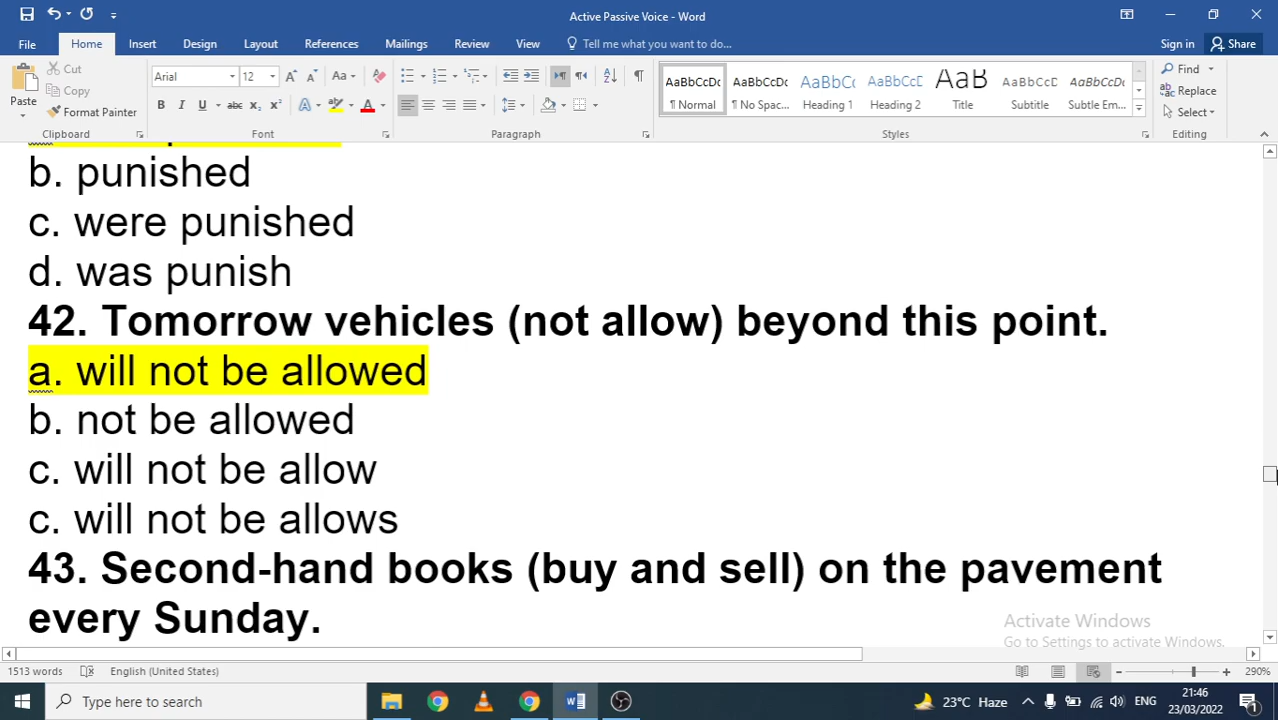 Active Passive Voice - Word
File Home Insert Design Layout References Mailings Review View Tell me what you want to do... Sign in Share
Cut
Copy
Format Painter
Paste
Clipboard
Arial 12
Font
Paragraph
AaBbCcDc AaBbCcDc AaBbCc AaBbCcD AaB AaBbCcD AaBbCcDc
¶ Normal ¶ No Spac... Heading 1 Heading 2 Title Subtitle Subtle Em...
Styles
Find
Replace
Select
Editing
b. punished
c. were punished
d. was punish
42. Tomorrow vehicles (not allow) beyond this point.
a. will not be allowed
b. not be allowed
c. will not be allow
c. will not be allows
43. Second-hand books (buy and sell) on the pavement
every Sunday.
Activate Windows
Go to Settings to activate Windows.
1513 words English (United States) 290%
Type here to search
23°C Haze ENG
21:46
23/03/2022
1